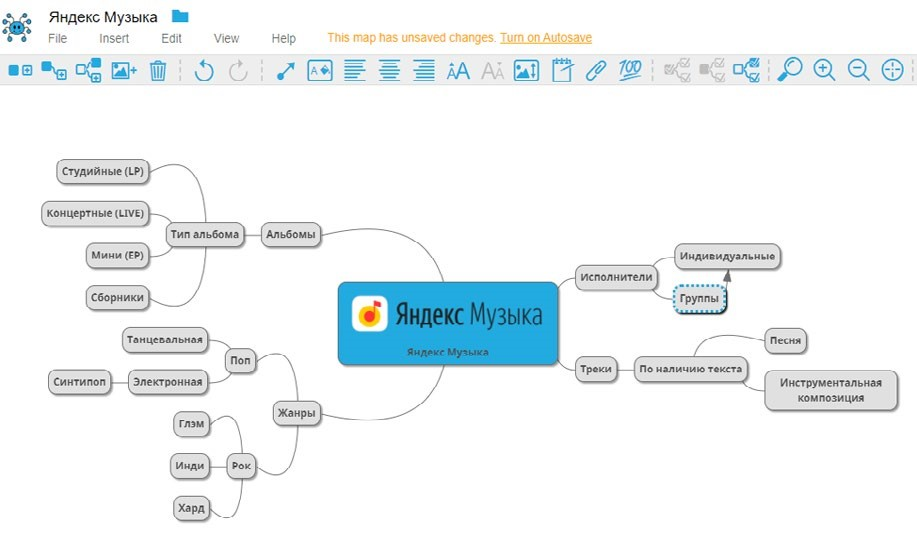 Яндекс Музыка
File Insert Edit View Help
This map has unsaved changes. Turn on Autosave
100
Студийные (LP)
Концертные (LIVE)
Мини (EP)
Сборники
Тип альбома
Альбомы
Танцевальная
Синтипоп
Электронная
Поп
Глэм
Инди
Хард
Рок
Жанры
Яндекс Музыка
Яндекс Музыка
Исполнители
Индивидуальные
Группы
Треки
По наличию текста
Песня
Инструментальная
композиция